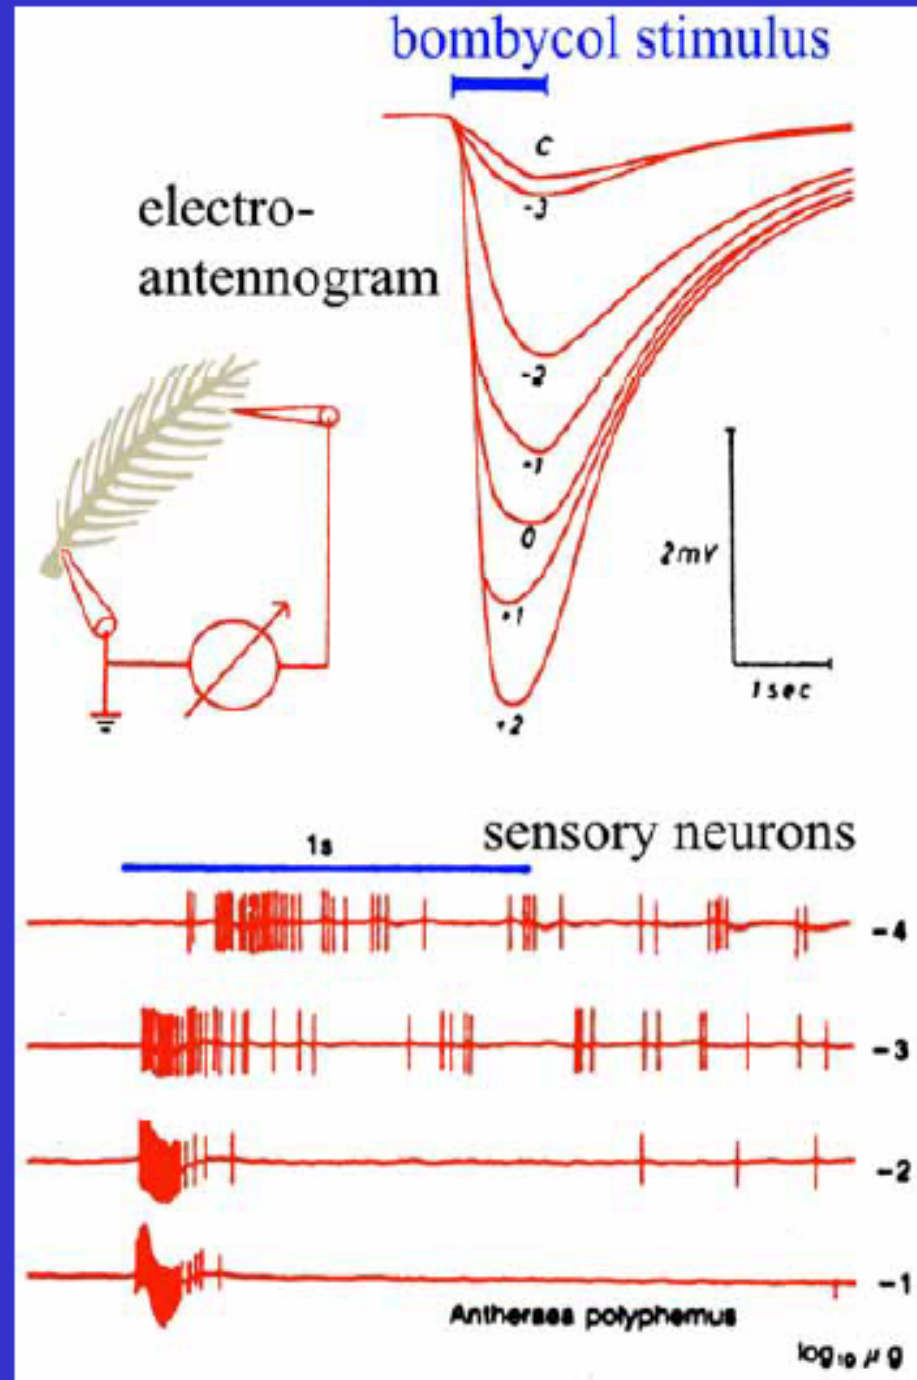 bombycol stimulus
C
-3
electro-
antennogram
-2
-1
0
2mV
+1
1sec
+2
sensory neurons
1s
-4
-3
-2
-1
Antheraea polyphemus
log₁₀ μg